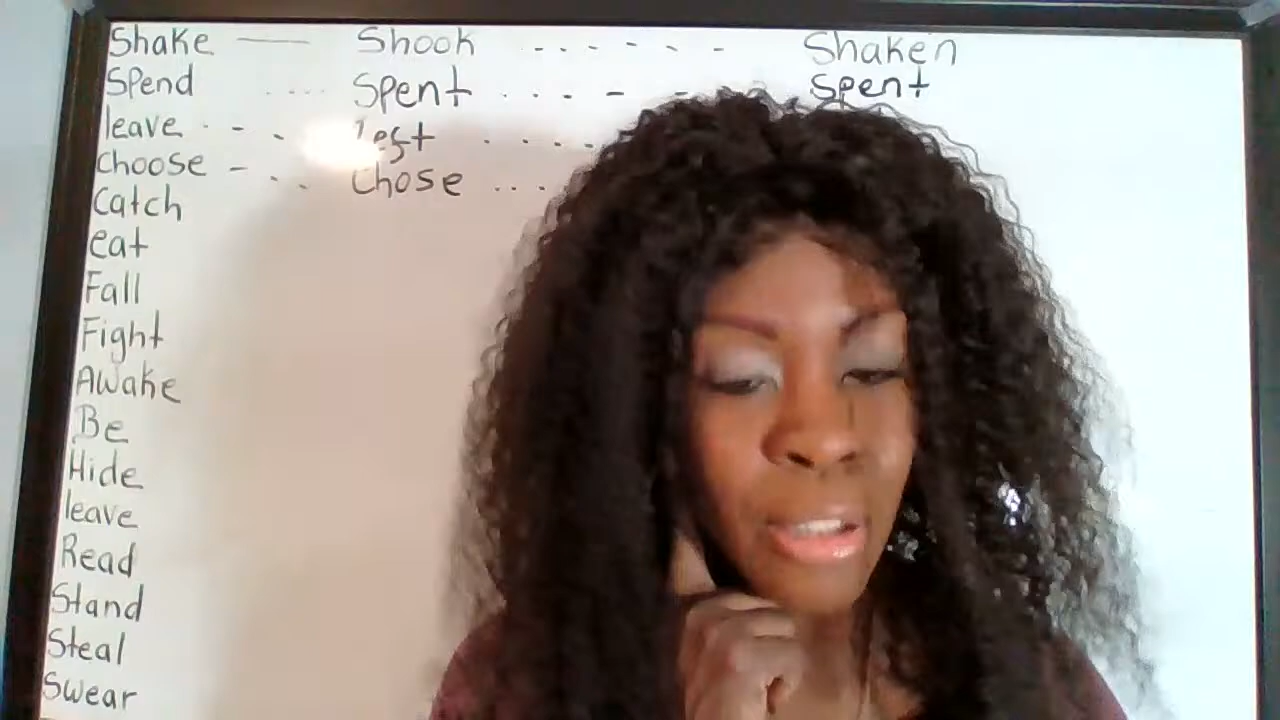 Shake —— Shook - - - - - - Shaken
Spend .... Spent . . . - - - Spent
leave . - . left . . . . .
choose - . . Chose ...
Catch
eat
Fall
Fight
Awake
Be
Hide
leave
Read
Stand
Steal
Swear